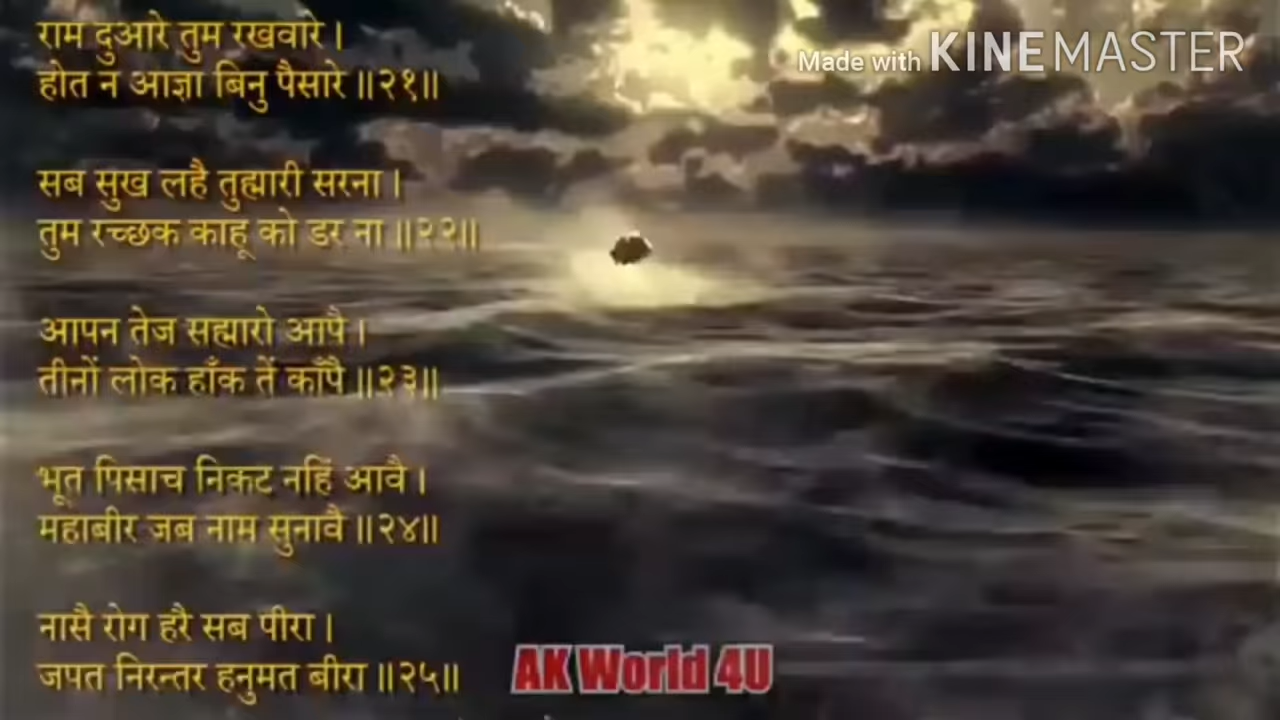 Made with KINEMASTER
राम दुआरे तुम रखवारे ।
होत न आज्ञा बिनु पैसारे ॥२१॥
सब सुख लहै तुह्मारी सरना ।
तुम रच्छक काहू को डर ना ॥२२॥
आपन तेज सह्मारो आपै ।
तीनों लोक हाँक तें काँपै ॥२३॥
भूत पिसाच निकट नहिं आवै ।
महाबीर जब नाम सुनावै ॥२४॥
नासै रोग हरै सब पीरा ।
जपत निरन्तर हनुमत बीरा ॥२५॥
AK World 4U